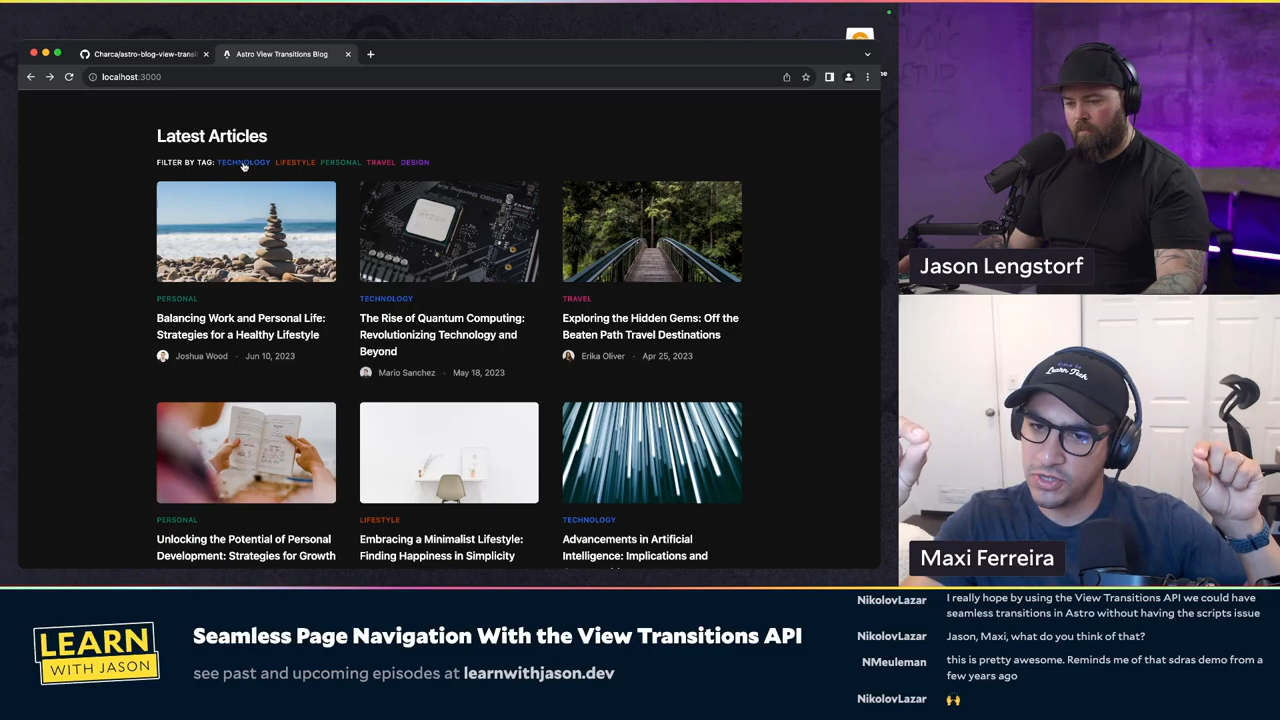 Charca/astro-blog-view-transi
Astro View Transitions Blog
localhost:3000
me
Latest Articles
FILTER BY TAG: TECHNOLOGY LIFESTYLE PERSONAL TRAVEL DESIGN
RYZEN
PERSONAL
Balancing Work and Personal Life:
Strategies for a Healthy Lifestyle
Joshua Wood · Jun 10, 2023
TECHNOLOGY
The Rise of Quantum Computing:
Revolutionizing Technology and
Beyond
Mario Sanchez · May 18, 2023
TRAVEL
Exploring the Hidden Gems: Off the
Beaten Path Travel Destinations
Erika Oliver · Apr 25, 2023
PERSONAL
Unlocking the Potential of Personal
Development: Strategies for Growth
LIFESTYLE
Embracing a Minimalist Lifestyle:
Finding Happiness in Simplicity
TECHNOLOGY
Advancements in Artificial
Intelligence: Implications and
Jason Lengstorf
Learn Tech
Maxi Ferreira
LEARN
WITH JASON
Seamless Page Navigation With the View Transitions API
see past and upcoming episodes at learnwithjason.dev
NikolovLazar I really hope by using the View Transitions API we could have
seamless transitions in Astro without having the scripts issue
NikolovLazar Jason, Maxi, what do you think of that?
NMeuleman this is pretty awesome. Reminds me of that sdras demo from a
few years ago
NikolovLazar 🙌